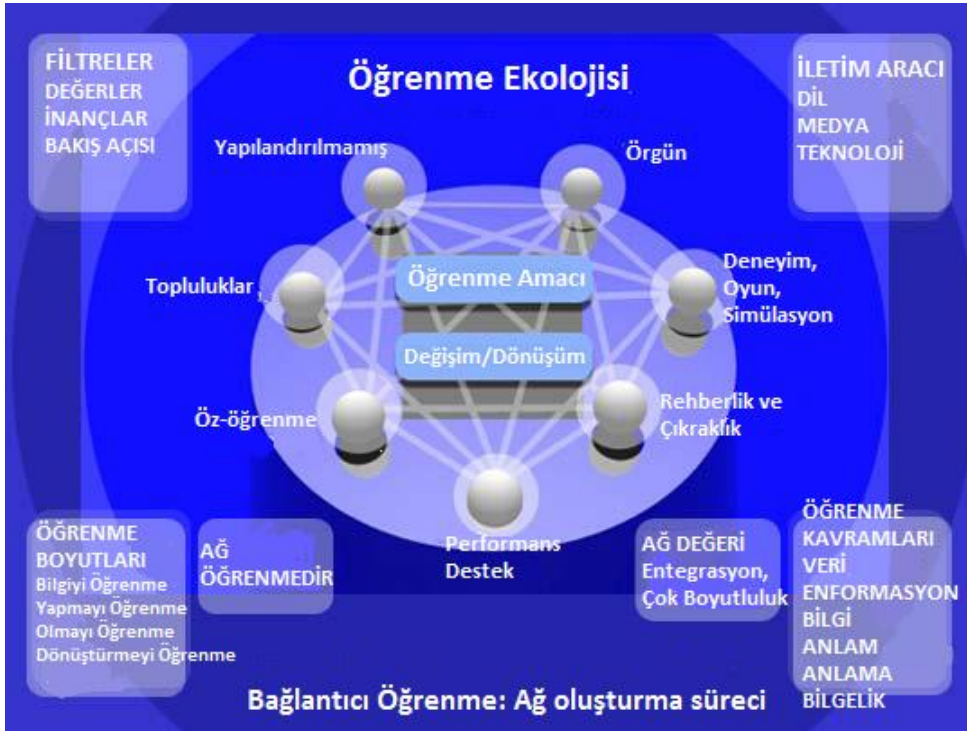 FİLTRELER
DEĞERLER
İNANÇLAR
BAKIŞ AÇISI
Öğrenme Ekolojisi
İLETİM ARACI
DİL
MEDYA
TEKNOLOJİ
Yapılandırılmamış
Örgün
Topluluklar
Öğrenme Amacı
Deneyim,
Oyun,
Simülasyon
Değişim/Dönüşüm
Öz-öğrenme
Rehberlik ve
Çıkraklık
Performans
Destek
ÖĞRENME
BOYUTLARI
Bilgiyi Öğrenme
Yapmayı Öğrenme
Olmayı Öğrenme
Dönüştürmeyi Öğrenme
AĞ
ÖĞRENMEDİR
AĞ DEĞERİ
Entegrasyon,
Çok Boyutluluk
ÖĞRENME
KAVRAMLARI
VERİ
ENFORMASYON
BİLGİ
ANLAM
ANLAMA
BİLGELİK
Bağlantıcı Öğrenme: Ağ oluşturma süreci